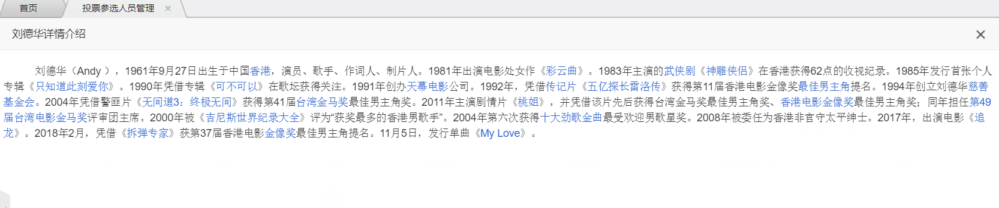 首页
投票参选人员管理 ×
刘德华详情介绍 ×
刘德华（Andy ），1961年9月27日出生于中国香港，演员、歌手、作词人、制片人。1981年出演电影处女作《彩云曲》。1983年主演的武侠剧《神雕侠侣》在香港获得62点的收视纪录。1985年发行首张个人
专辑《只知道此刻爱你》。1990年凭借专辑《可不可以》在歌坛获得关注。1991年创办天幕电影公司。1992年，凭借传记片《五亿探长雷洛传》获得第11届香港电影金像奖最佳男主角提名。1994年创立刘德华慈善
基金会。2004年凭借警匪片《无间道3：终极无间》获得第41届台湾金马奖最佳男主角奖。2011年主演剧情片《桃姐》，并凭借该片先后获得台湾金马奖最佳男主角奖、香港电影金像奖最佳男主角奖；同年担任第49
届台湾电影金马奖评审团主席。2000年被《吉尼斯世界纪录大全》评为“获奖最多的香港男歌手”。2004年第六次获得十大劲歌金曲最受欢迎男歌星奖。2008年被委任为香港非官守太平绅士。2017年，出演电影《追
龙》。2018年2月，凭借《拆弹专家》获第37届香港电影金像奖最佳男主角提名。11月5日，发行单曲《My Love》。